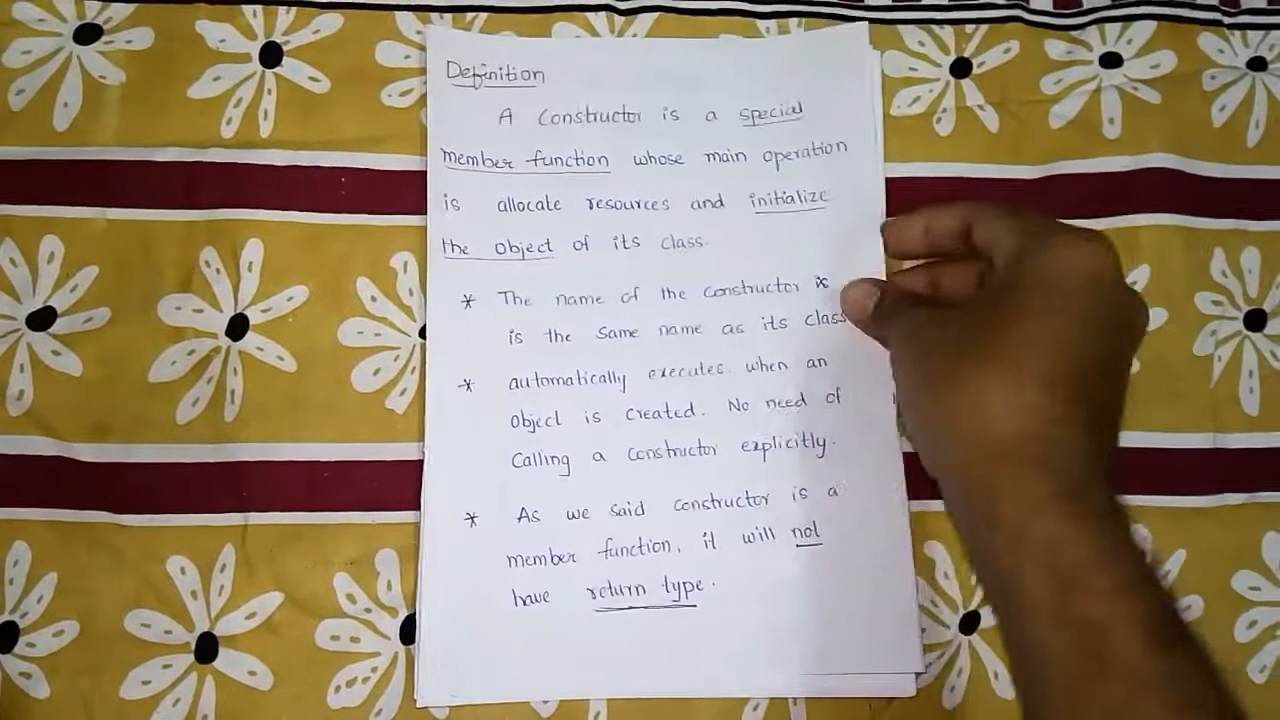 Definition
A Constructor is a special
member function whose main operation
is allocate resources and initialize
the object of its class.
* The name of the constructor is
is the same name as its class
* automatically executes when an
object is created. No need of
Calling a constructor explicitly.
* As we said constructor is a
member function, it will not
have return type.